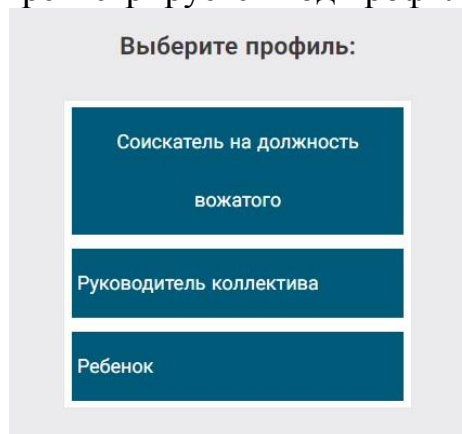 Выберите профиль:
Соискатель на должность
вожатого
Руководитель коллектива
Ребенок